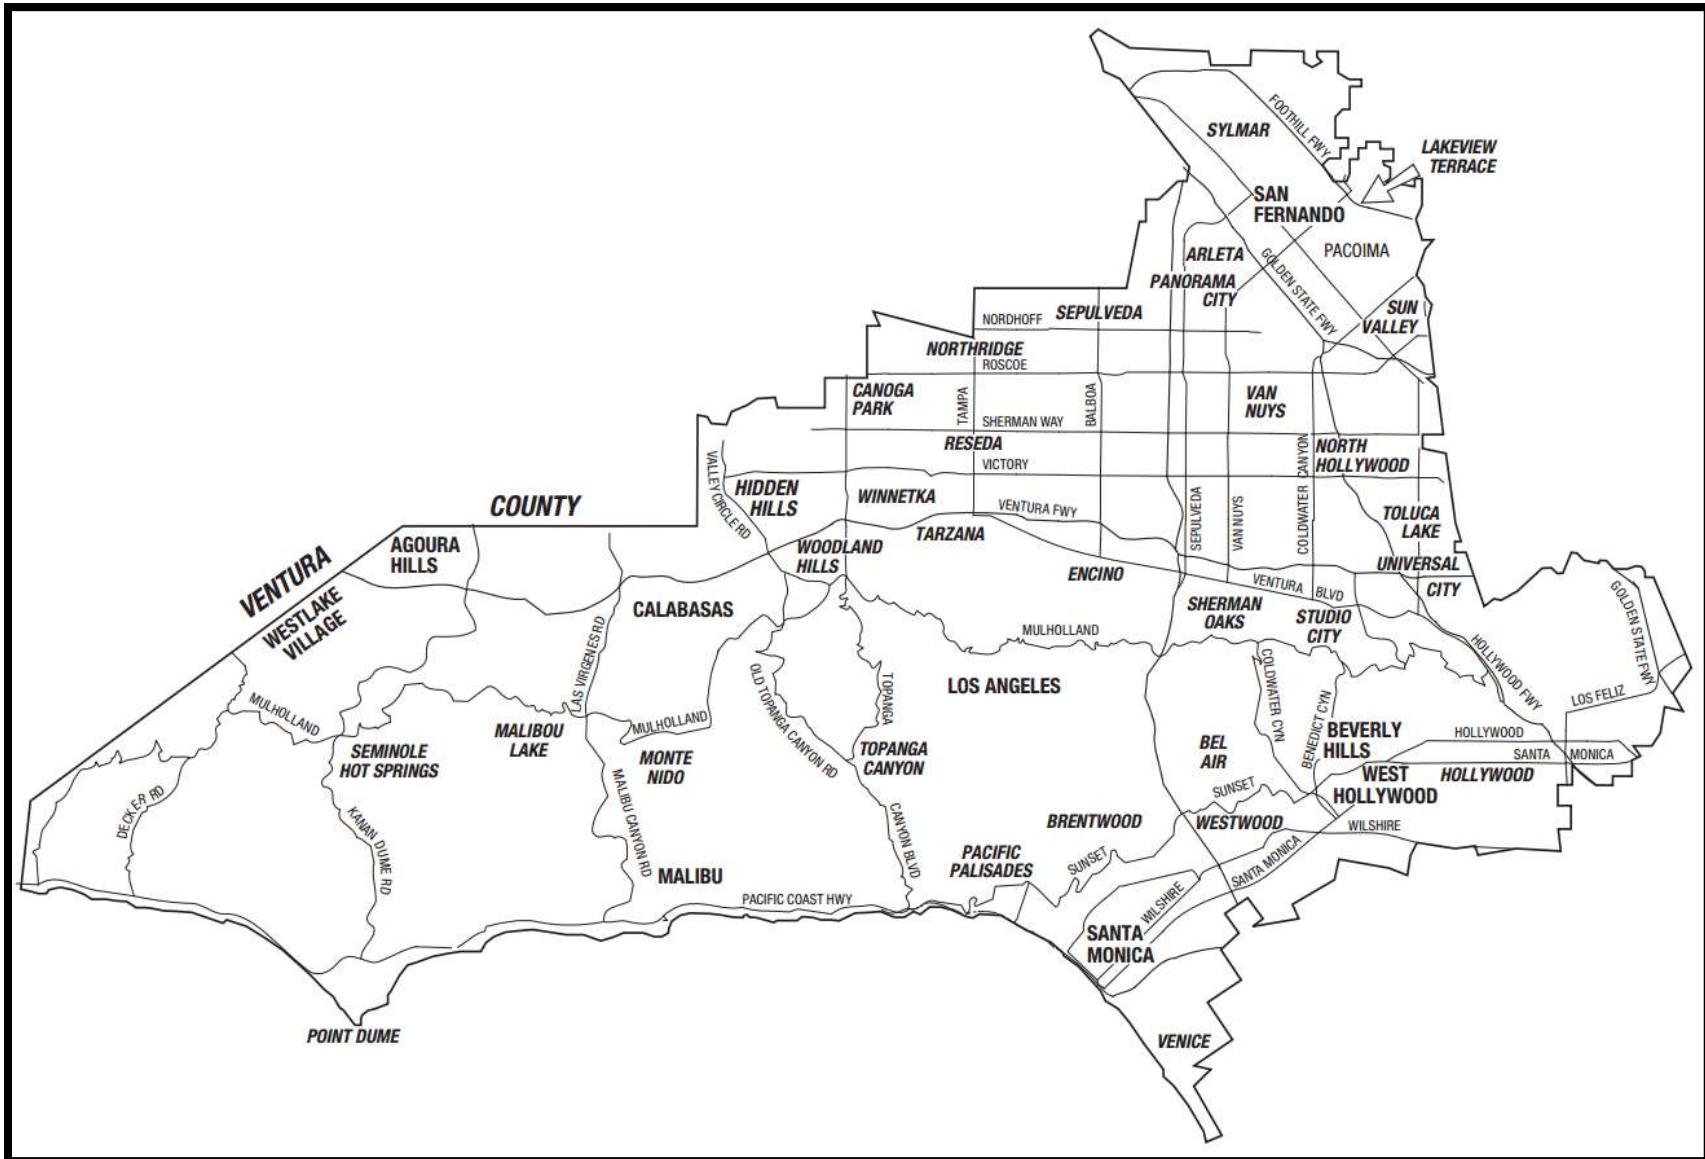 SYLMAR
FOOTHILL FWY
LAKEVIEW
TERRACE
SAN
FERNANDO
PACOIMA
ARLETA
GOLDEN STATE FWY
PANORAMA
CITY
SEPULVEDA
NORDHOFF
SUN
VALLEY
NORTHRIDGE
ROSCOE
CANOGA
PARK
TAMPA
BALBOA
VAN
NUYS
SHERMAN WAY
RESEDA
VICTORY
NORTH
HOLLYWOOD
COLDWATER CANYON
VALLEY CIRCLE RD
HIDDEN
HILLS
WINNETKA
VENTURA FWY
SEPULVEDA
VAN NUYS
TOLUCA
LAKE
COUNTY
VENTURA
AGOURA
HILLS
WOODLAND
HILLS
TARZANA
ENCINO
VENTURA BLVD
UNIVERSAL
CITY
WESTLAKE
VILLAGE
CALABASAS
LAS VIRGENES RD
SHERMAN
OAKS
STUDIO
CITY
MULHOLLAND
GOLDEN STATE FWY
HOLLYWOOD FWY
LOS FELIZ
OLD TOPANGA CANYON RD
TOPANGA
LOS ANGELES
COLDWATER CYN
BENEDICT CYN
MULHOLLAND
MULHOLLAND
MALIBOU
LAKE
SEMINOLE
HOT SPRINGS
MONTE
NIDO
TOPANGA
CANYON
BEL
AIR
BEVERLY
HILLS
HOLLYWOOD
SANTA MONICA
WEST
HOLLYWOOD
HOLLYWOOD
DECKER RD
KANAN DUME RD
MALIBU CANYON RD
CANYON BLVD
SUNSET
BRENTWOOD
WESTWOOD
WILSHIRE
PACIFIC
PALISADES
SUNSET
SANTA MONICA
MALIBU
PACIFIC COAST HWY
WILSHIRE
SANTA
MONICA
POINT DUME
VENICE